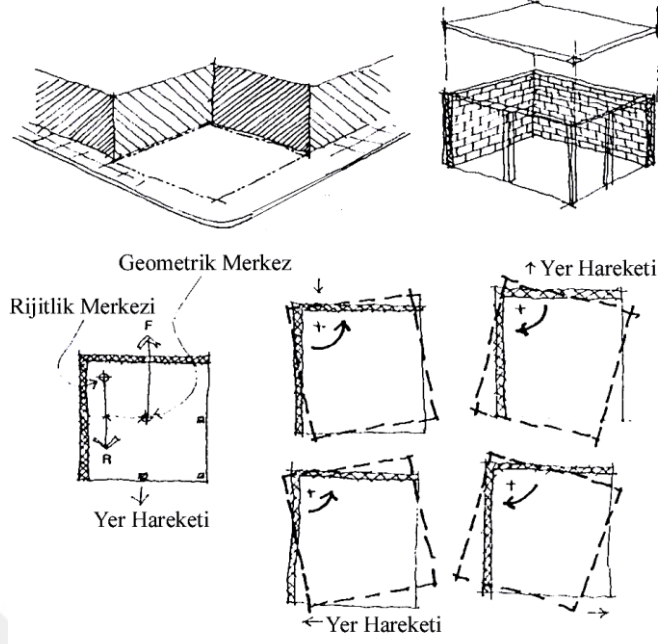 Geometrik Merkez
↑ Yer Hareketi
Rijitlik Merkezi
F
R
Yer Hareketi
← Yer Hareketi